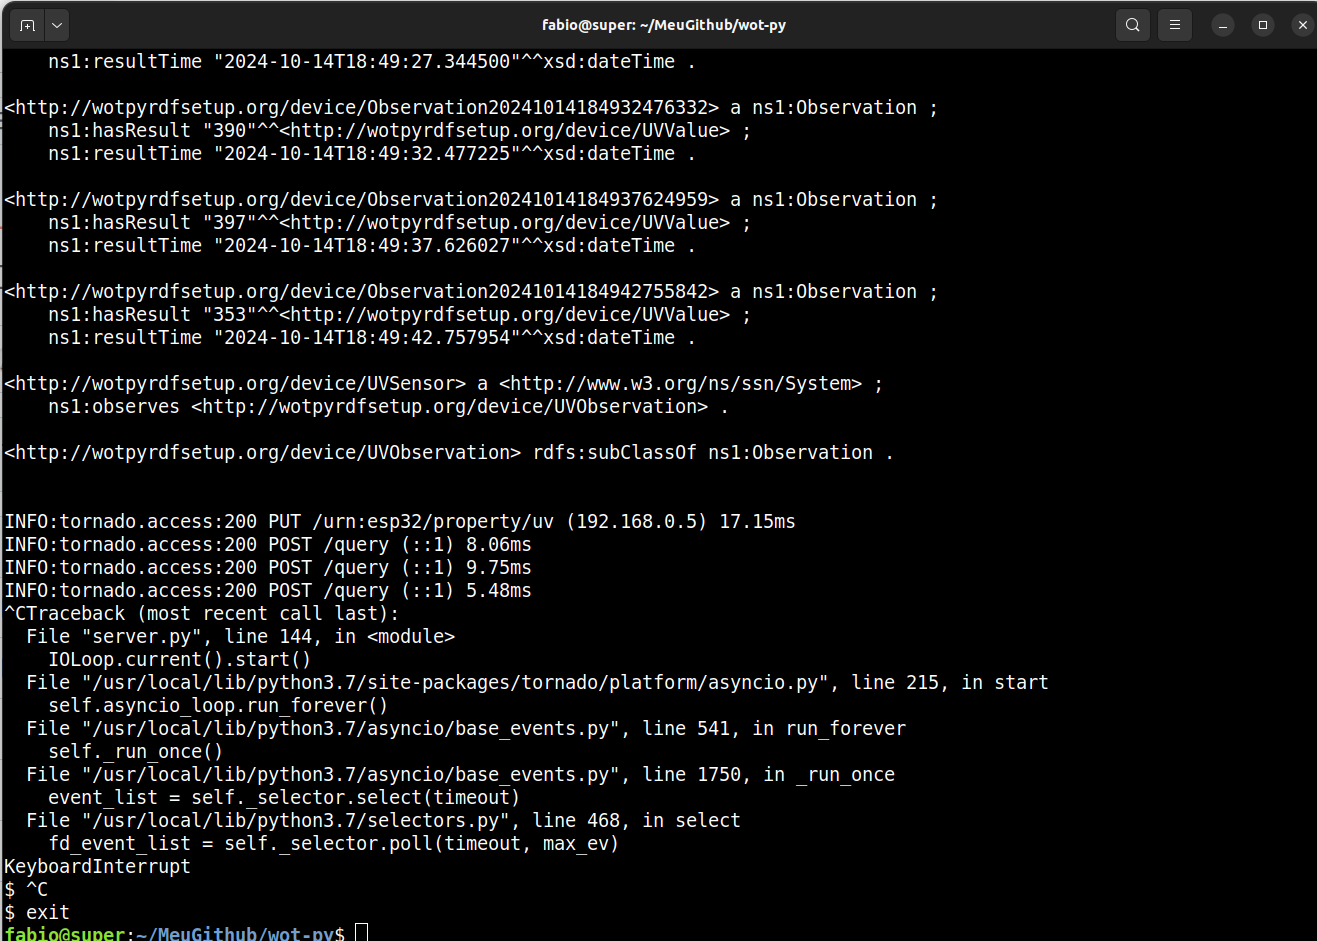 fabio@super: ~/MeuGithub/wot-py
ns1:resultTime "2024-10-14T18:49:27.344500"^^xsd:dateTime .
<http://wotpyrdfsetup.org/device/Observation20241014184932476332> a ns1:Observation ;
ns1:hasResult "390"^^<http://wotpyrdfsetup.org/device/UVValue> ;
ns1:resultTime "2024-10-14T18:49:32.477225"^^xsd:dateTime .
<http://wotpyrdfsetup.org/device/Observation20241014184937624959> a ns1:Observation ;
ns1:hasResult "397"^^<http://wotpyrdfsetup.org/device/UVValue> ;
ns1:resultTime "2024-10-14T18:49:37.626027"^^xsd:dateTime .
<http://wotpyrdfsetup.org/device/Observation20241014184942755842> a ns1:Observation ;
ns1:hasResult "353"^^<http://wotpyrdfsetup.org/device/UVValue> ;
ns1:resultTime "2024-10-14T18:49:42.757954"^^xsd:dateTime .
<http://wotpyrdfsetup.org/device/UVSensor> a <http://www.w3.org/ns/ssn/System> ;
ns1:observes <http://wotpyrdfsetup.org/device/UVObservation> .
<http://wotpyrdfsetup.org/device/UVObservation> rdfs:subClassOf ns1:Observation .
INFO:tornado.access:200 PUT /urn:esp32/property/uv (192.168.0.5) 17.15ms
INFO:tornado.access:200 POST /query (::1) 8.06ms
INFO:tornado.access:200 POST /query (::1) 9.75ms
INFO:tornado.access:200 POST /query (::1) 5.48ms
^CTraceback (most recent call last):
File "server.py", line 144, in <module>
IOLoop.current().start()
File "/usr/local/lib/python3.7/site-packages/tornado/platform/asyncio.py", line 215, in start
self.asyncio_loop.run_forever()
File "/usr/local/lib/python3.7/asyncio/base_events.py", line 541, in run_forever
self._run_once()
File "/usr/local/lib/python3.7/asyncio/base_events.py", line 1750, in _run_once
event_list = self._selector.select(timeout)
File "/usr/local/lib/python3.7/selectors.py", line 468, in select
fd_event_list = self._selector.poll(timeout, max_ev)
KeyboardInterrupt
$ ^C
$ exit
fabio@super:~/MeuGithub/wot-py$